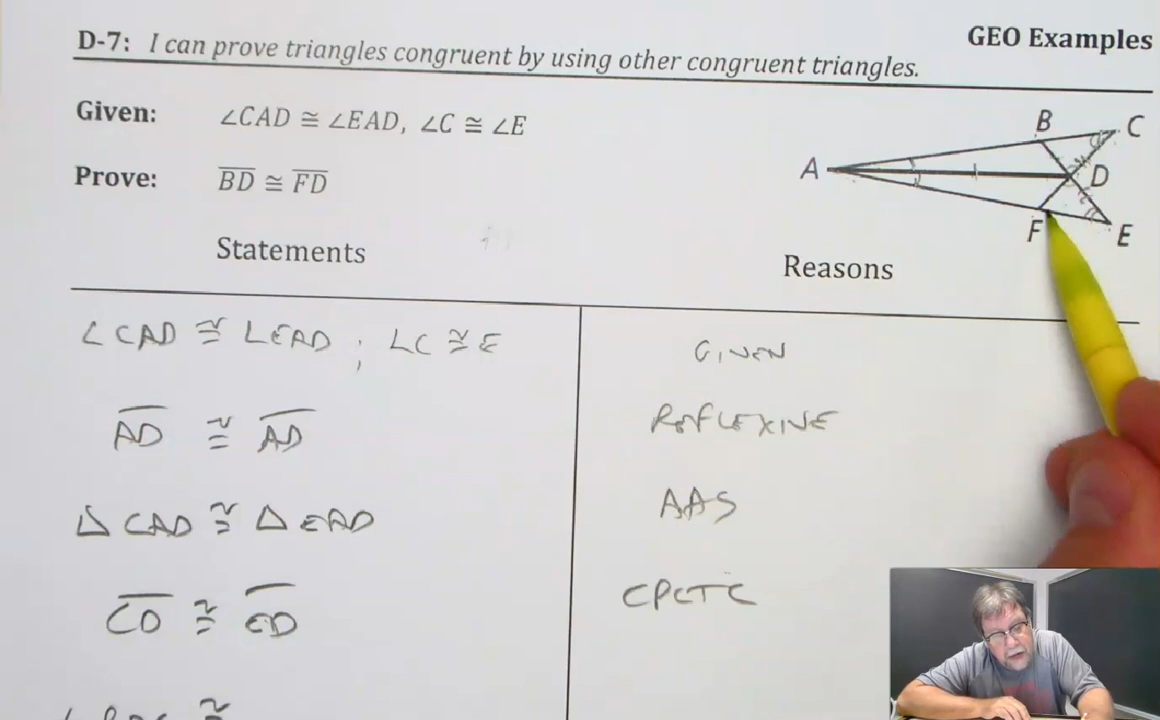 GEO Examples
D-7: I can prove triangles congruent by using other congruent triangles.
Given: ∠CAD ≅ ∠EAD, ∠C ≅ ∠E
Prove: BD ≅ FD
A B C D F E
Statements Reasons
∠CAD ≅ ∠EAD ; ∠C ≅ E GIVEN
AD ≅ AD REFLEXIVE
△CAD ≅ △EAD AAS
CD ≅ ED CPCTC